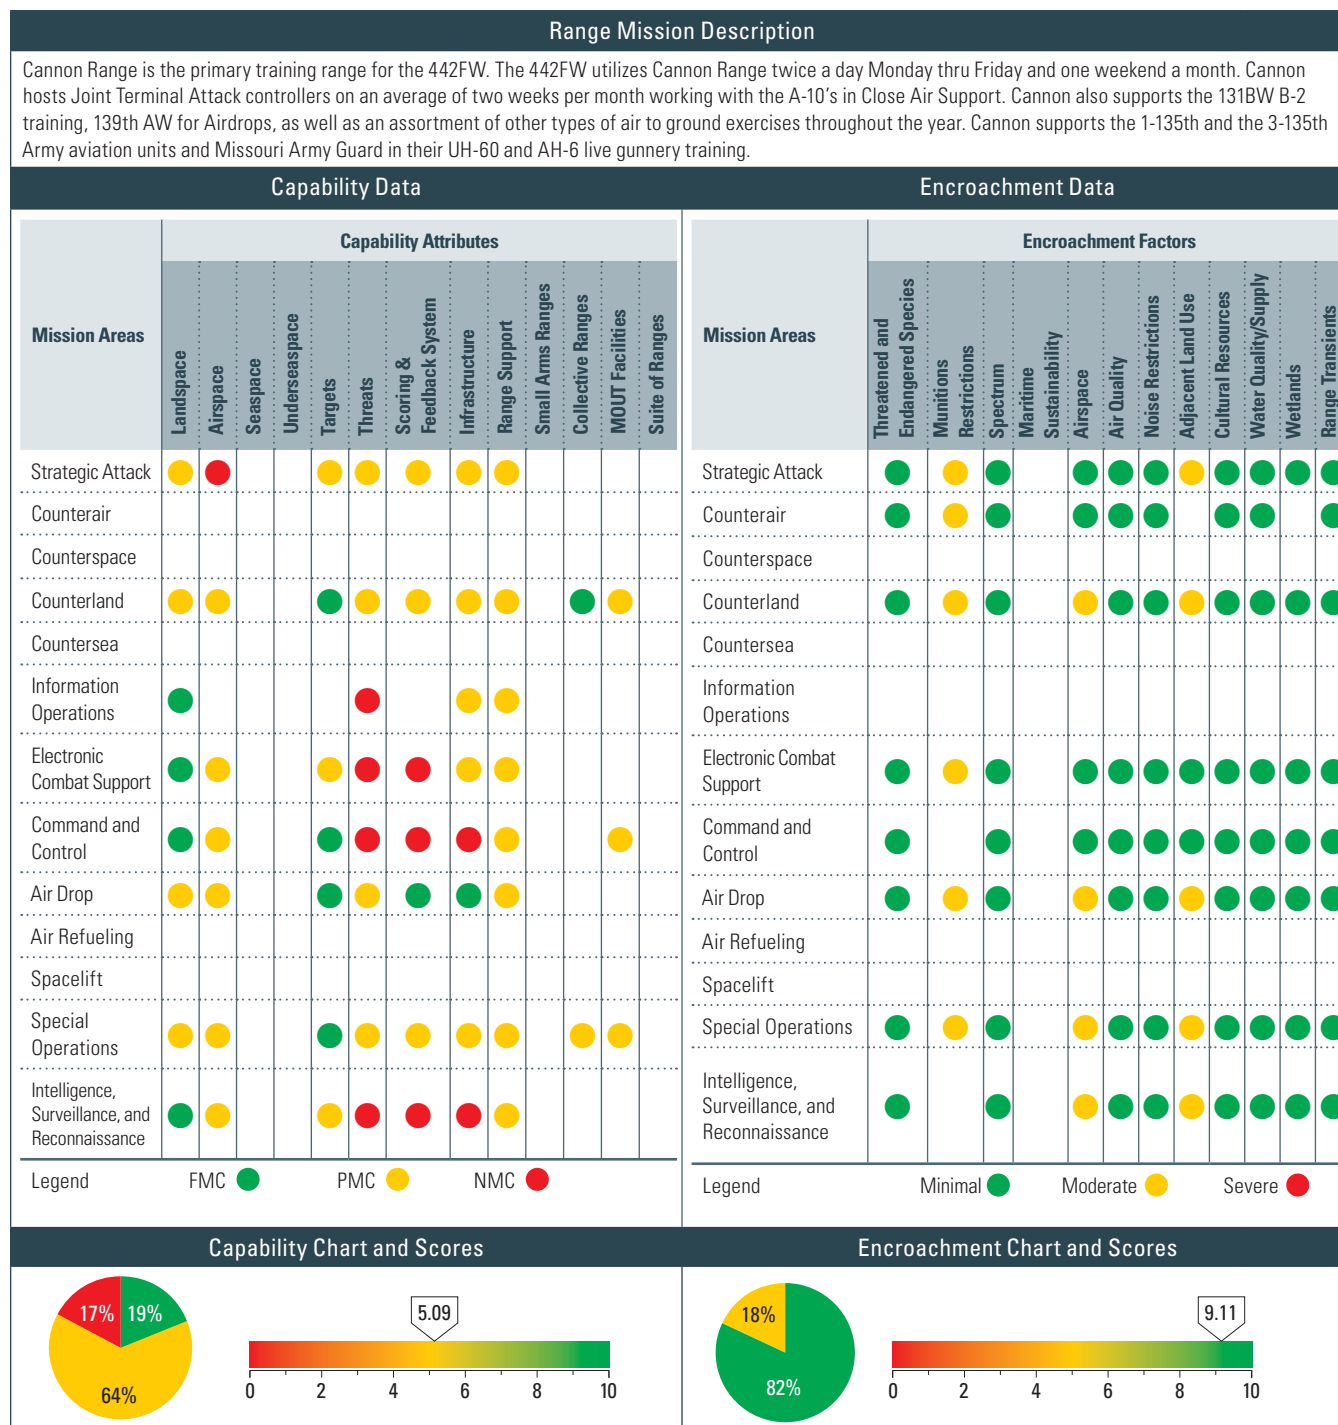 Range Mission Description
Cannon Range is the primary training range for the 442FW. The 442FW utilizes Cannon Range twice a day Monday thru Friday and one weekend a month. Cannon
hosts Joint Terminal Attack controllers on an average of two weeks per month working with the A-10's in Close Air Support. Cannon also supports the 131BW B-2
training, 139th AW for Airdrops, as well as an assortment of other types of air to ground exercises throughout the year. Cannon supports the 1-135th and the 3-135th
Army aviation units and Missouri Army Guard in their UH-60 and AH-6 live gunnery training.
Capability Data
Capability Attributes
Mission Areas
Landspace
Airspace
Seaspace
Underseaspace
Targets
Threats
Scoring &
Feedback System
Infrastructure
Range Support
Small Arms Ranges
Collective Ranges
MOUT Facilities
Suite of Ranges
Strategic Attack
Counterair
Counterspace
Counterland
Countersea
Information
Operations
Electronic
Combat Support
Command and
Control
Air Drop
Air Refueling
Spacelift
Special
Operations
Intelligence,
Surveillance, and
Reconnaissance
Legend FMC PMC NMC
Encroachment Data
Encroachment Factors
Mission Areas
Threatened and
Endangered Species
Munitions
Restrictions
Spectrum
Maritime
Sustainability
Airspace
Air Quality
Noise Restrictions
Adjacent Land Use
Cultural Resources
Water Quality/Supply
Wetlands
Range Transients
Strategic Attack
Counterair
Counterspace
Counterland
Countersea
Information
Operations
Electronic Combat
Support
Command and
Control
Air Drop
Air Refueling
Spacelift
Special Operations
Intelligence,
Surveillance, and
Reconnaissance
Legend Minimal Moderate Severe
Capability Chart and Scores
17% 19%
64%
5.09
0 2 4 6 8 10
Encroachment Chart and Scores
18%
82%
9.11
0 2 4 6 8 10